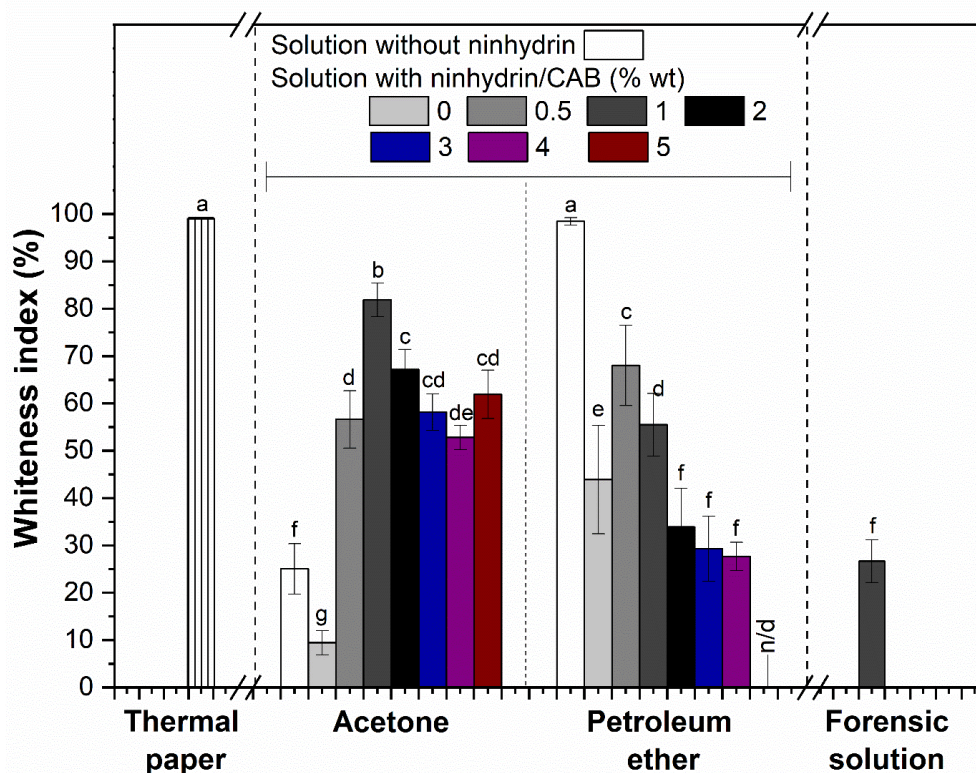 Solution without ninhydrin
Solution with ninhydrin/CAB (% wt)
0 0.5 1 2
3 4 5
Whiteness index (%)
100
90
80
70
60
50
40
30
20
10
0
a
f
g
d
b
c
cd
de
cd
a
e
c
d
f
f
f
n/d
f
Thermal paper
Acetone
Petroleum ether
Forensic solution